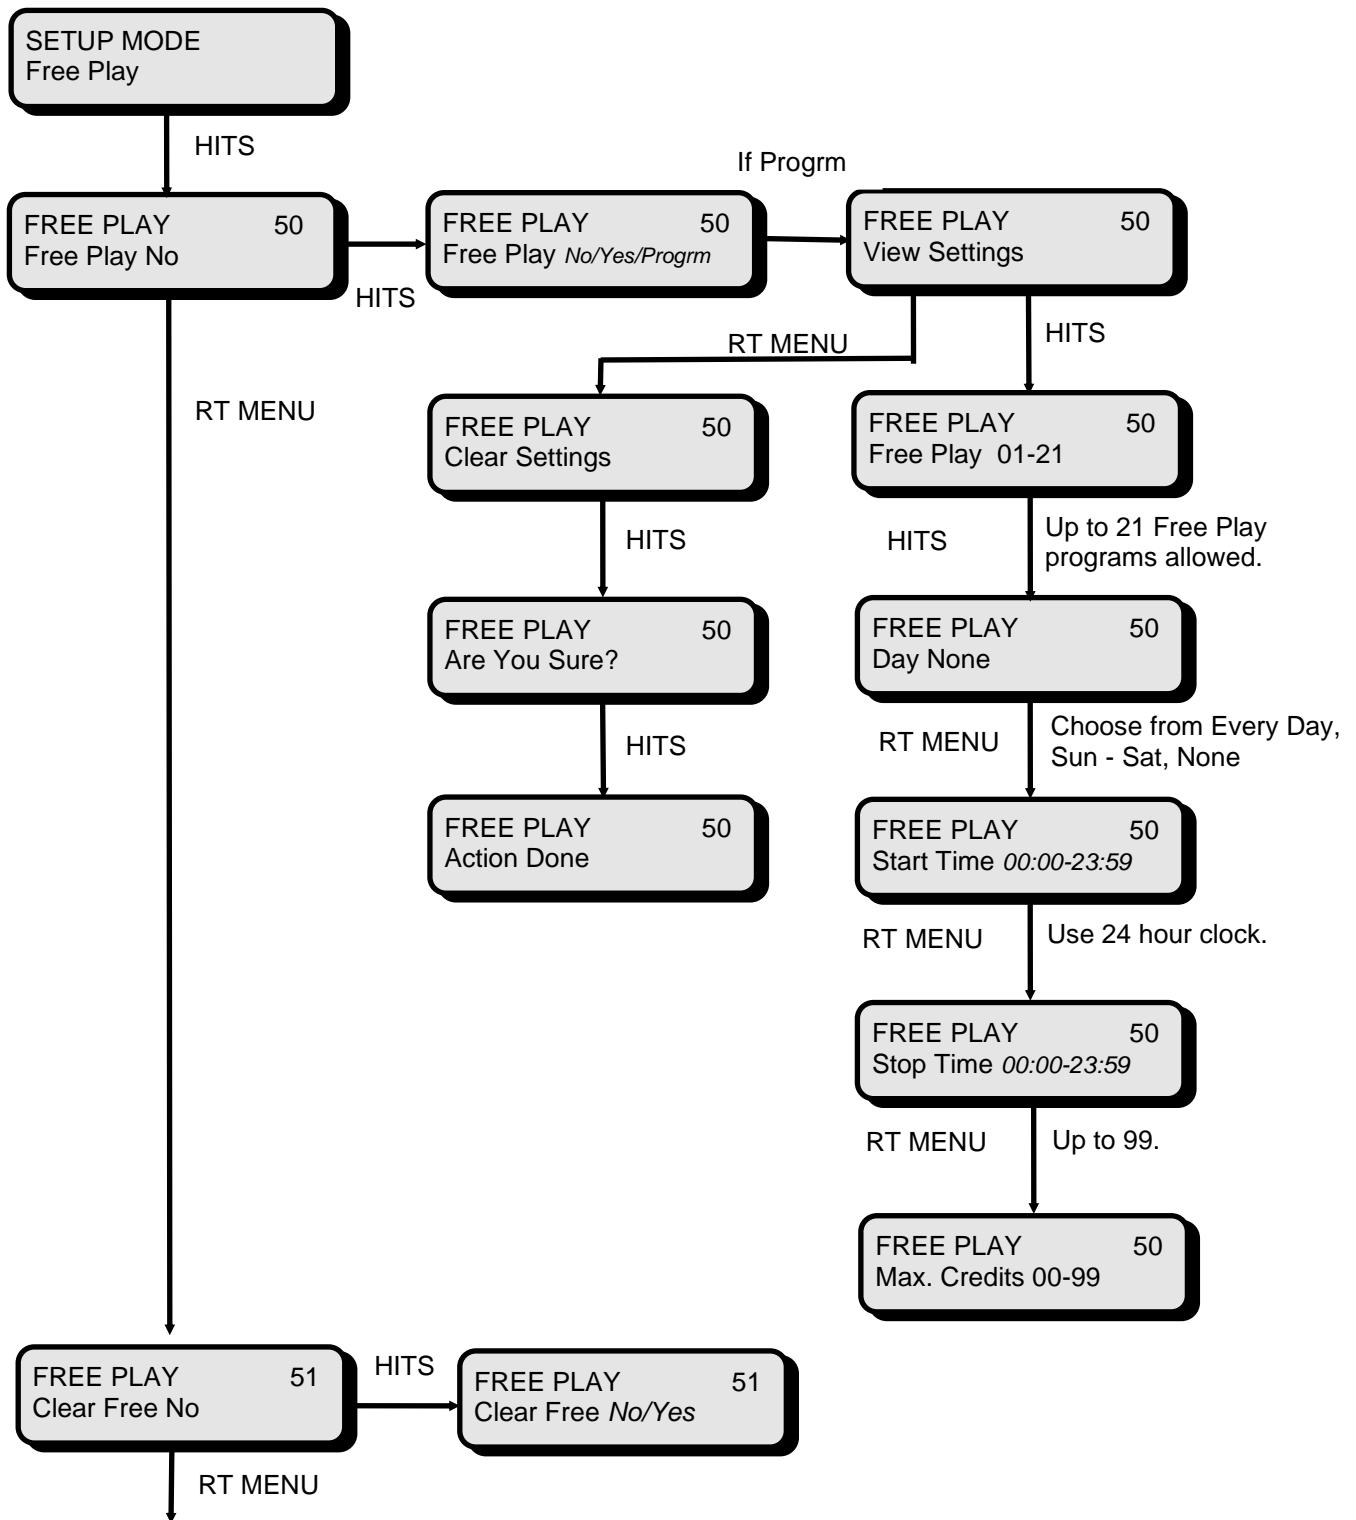 SETUP MODE
Free Play
HITS
If Progrm
FREE PLAY 50
Free Play No
HITS
FREE PLAY 50
Free Play No/Yes/Progrm
FREE PLAY 50
View Settings
RT MENU
HITS
RT MENU
FREE PLAY 50
Clear Settings
HITS
FREE PLAY 50
Are You Sure?
HITS
FREE PLAY 50
Action Done
FREE PLAY 50
Free Play 01-21
HITS
Up to 21 Free Play
programs allowed.
FREE PLAY 50
Day None
RT MENU
Choose from Every Day,
Sun - Sat, None
FREE PLAY 50
Start Time 00:00-23:59
RT MENU
Use 24 hour clock.
FREE PLAY 50
Stop Time 00:00-23:59
RT MENU
Up to 99.
FREE PLAY 50
Max. Credits 00-99
FREE PLAY 51
Clear Free No
HITS
FREE PLAY 51
Clear Free No/Yes
RT MENU